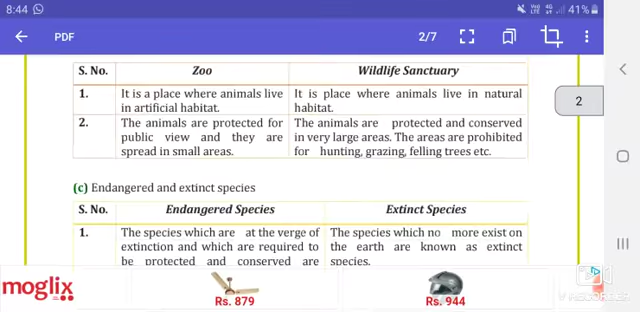 8:44 41%
PDF 2/7
S. No. Zoo Wildlife Sanctuary
1. It is a place where animals live in artificial habitat. It is place where animals live in natural habitat.
2. The animals are protected for public view and they are spread in small areas. The animals are protected and conserved in very large areas. The areas are prohibited for hunting, grazing, felling trees etc.
2
(c) Endangered and extinct species
S. No. Endangered Species Extinct Species
1. The species which are at the verge of extinction and which are required to be protected and conserved are The species which no more exist on the earth are known as extinct species.
moglix Rs. 879 Rs. 944